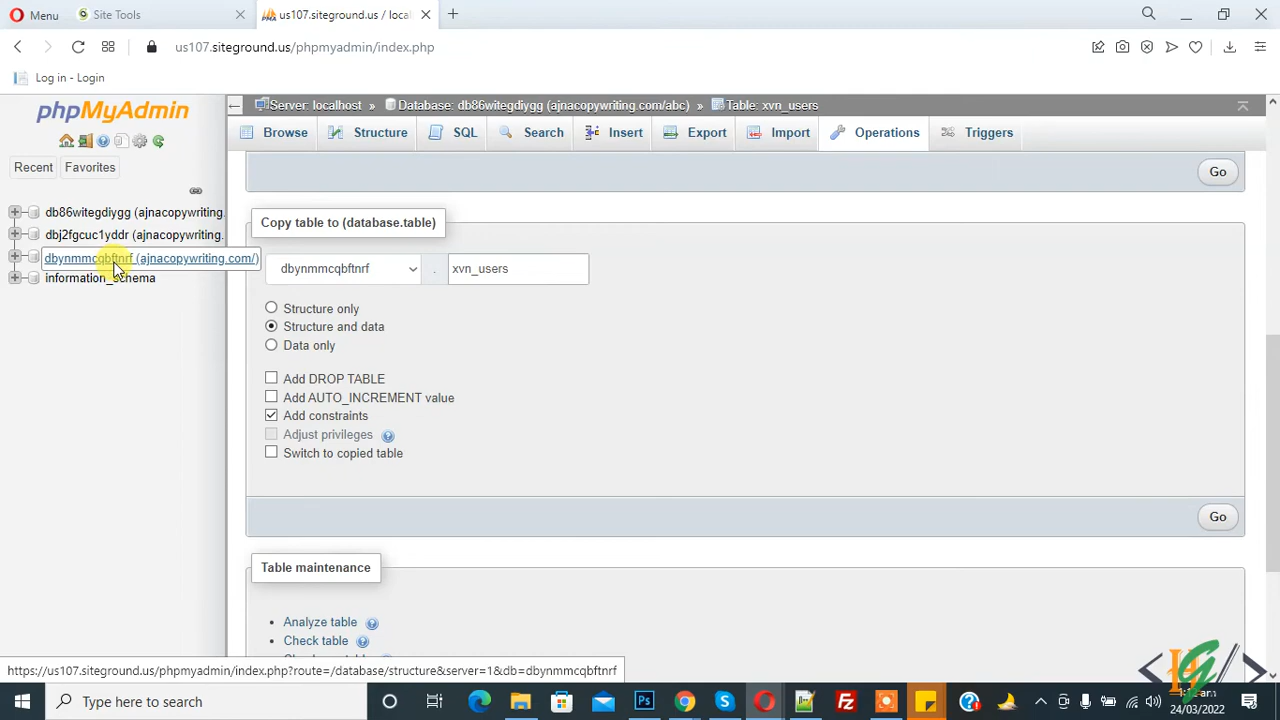 Menu
Site Tools
us107.siteground.us / local
us107.siteground.us/phpmyadmin/index.php
Log in - Login
phpMyAdmin
Recent
Favorites
db86witegdiygg (ajnacopywriting.
dbj2fgcuc1yddr (ajnacopywriting.
dbynmmcqbftnrf (ajnacopywriting.com/)
information_schema
Server: localhost » Database: db86witegdiygg (ajnacopywriting.com/abc) » Table: xvn_users
Browse
Structure
SQL
Search
Insert
Export
Import
Operations
Triggers
Go
Copy table to (database.table)
dbynmmcqbftnrf . xvn_users
Structure only
Structure and data
Data only
Add DROP TABLE
Add AUTO_INCREMENT value
Add constraints
Adjust privileges
Switch to copied table
Go
Table maintenance
Analyze table
Check table
https://us107.siteground.us/phpmyadmin/index.php?route=/database/structure&server=1&db=dbynmmcqbftnrf
Type here to search
24/03/2022